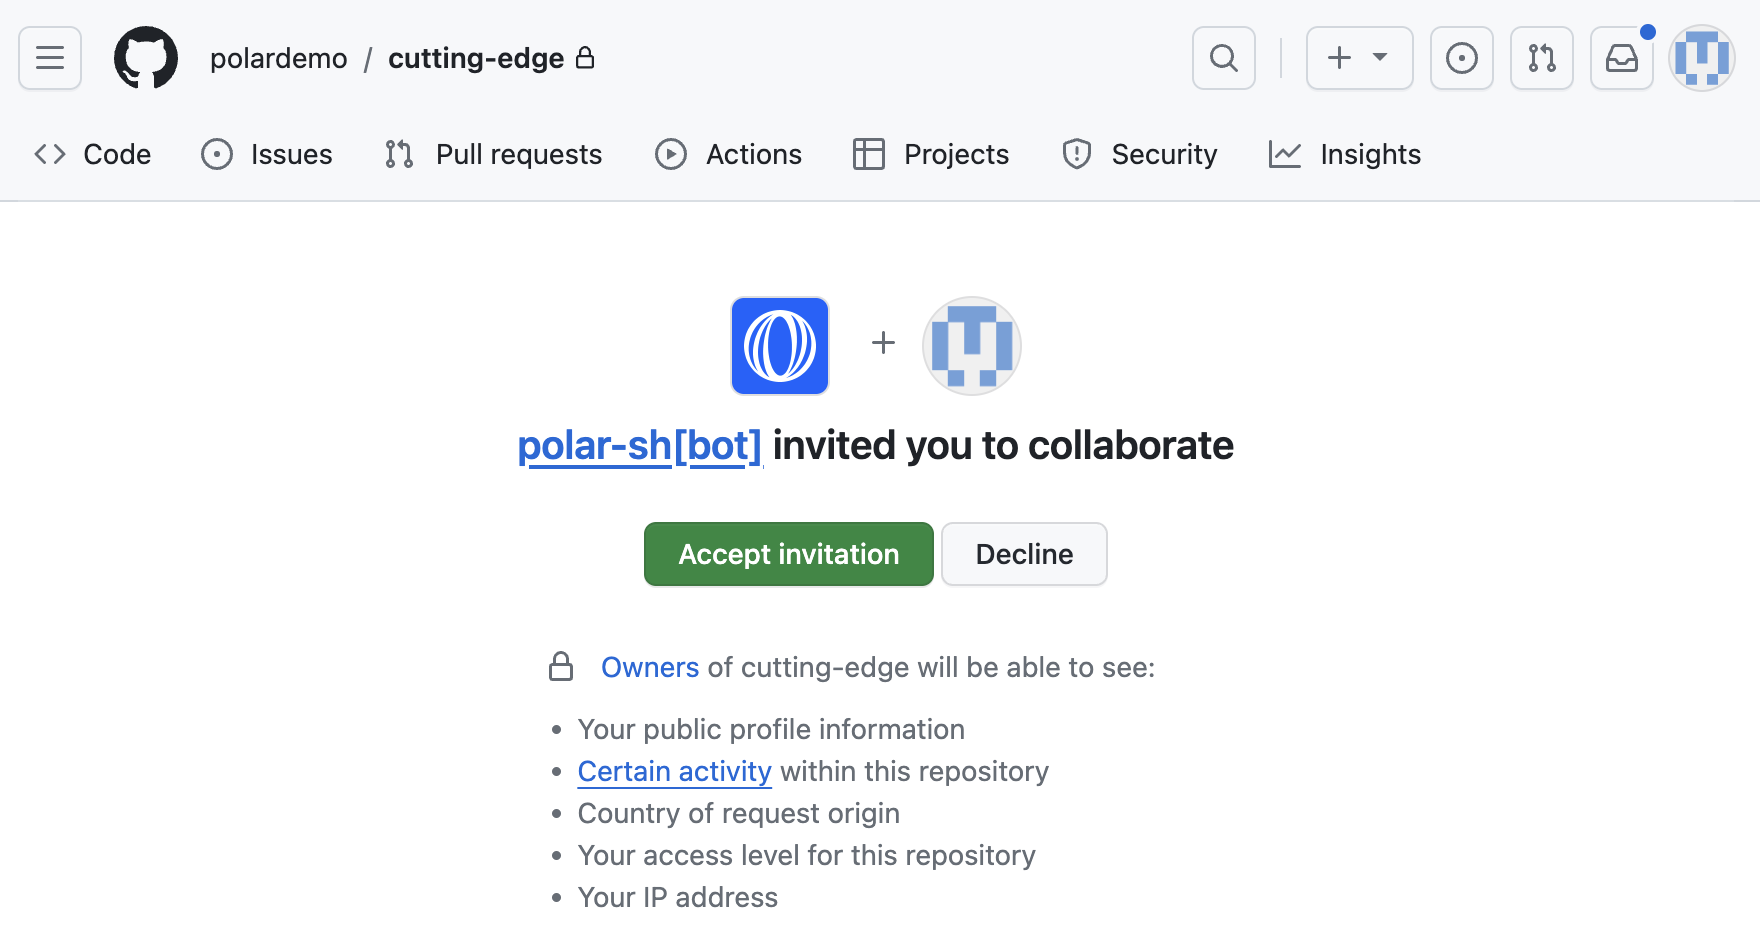 polardemo / cutting-edge
Code Issues Pull requests Actions Projects Security Insights
polar-sh[bot] invited you to collaborate
Accept invitation Decline
Owners of cutting-edge will be able to see:
• Your public profile information
• Certain activity within this repository
• Country of request origin
• Your access level for this repository
• Your IP address